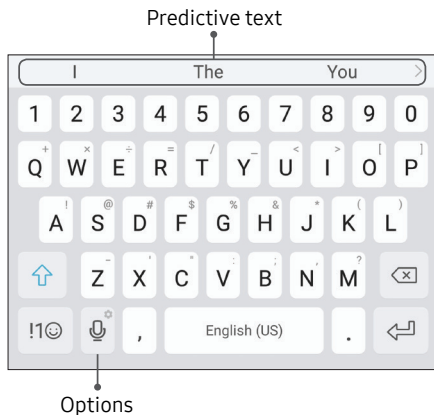 Predictive text
I The You >
1 2 3 4 5 6 7 8 9 0
+ × ÷ = / _ < > [ ]
Q W E R T Y U I O P
! @ # $ % & * ( )
A S D F G H J K L
- ' " : ; , ?
Z X C V B N M
!1☺ , English (US) .
Options